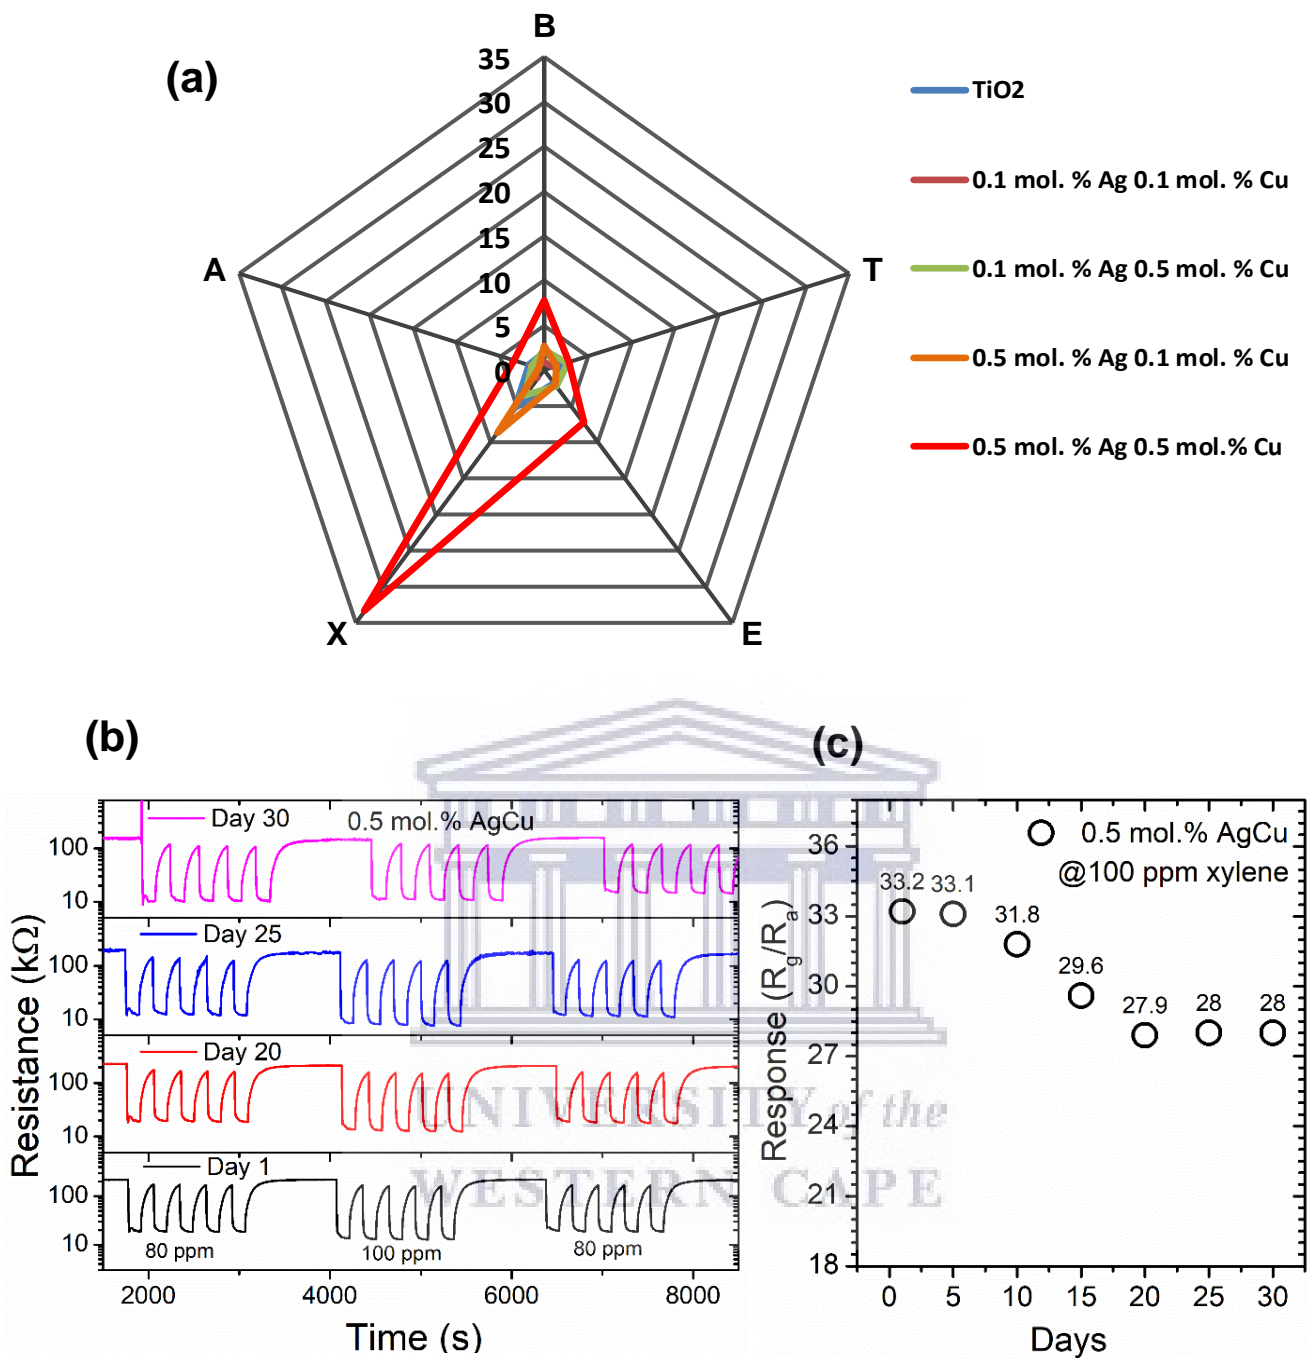 (a)
B
35
30
25
20
15
10
5
0
A
T
X
E
TiO2
0.1 mol. % Ag 0.1 mol. % Cu
0.1 mol. % Ag 0.5 mol. % Cu
0.5 mol. % Ag 0.1 mol. % Cu
0.5 mol. % Ag 0.5 mol.% Cu
(b)
Resistance (kΩ)
100
10
Day 30
0.5 mol.% AgCu
100
10
Day 25
100
10
Day 20
100
10
Day 1
80 ppm
100 ppm
80 ppm
2000 4000 6000 8000
Time (s)
(c)
Response (Rg/Ra)
36
33
30
27
24
21
18
0.5 mol.% AgCu
@100 ppm xylene
33.2 33.1 31.8 29.6 27.9 28 28
0 5 10 15 20 25 30
Days
UNIVERSITY of the
WESTERN CAPE